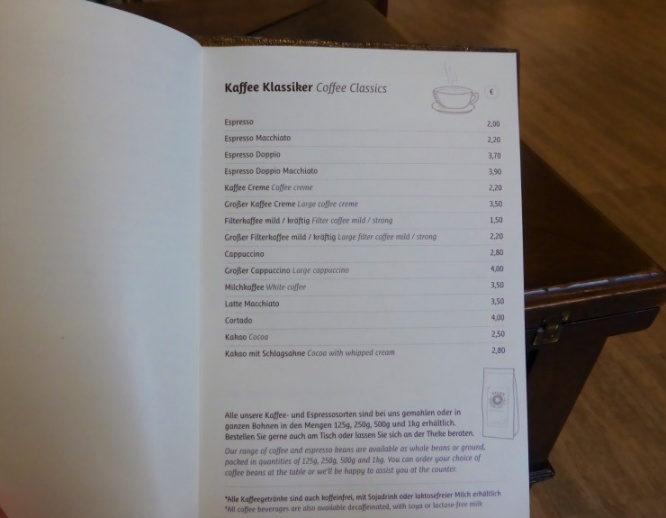 Kaffee Klassiker Coffee Classics €
Espresso 2,00
Espresso Macchiato 2,20
Espresso Doppio 3,70
Espresso Doppio Macchiato 3,90
Kaffee Creme Coffee creme 2,20
Großer Kaffee Creme Large coffee creme 3,50
Filterkaffee mild / kräftig Filter coffee mild / strong 1,50
Großer Filterkaffee mild / kräftig Large filter coffee mild / strong 2,20
Cappuccino 2,80
Großer Cappuccino Large cappuccino 4,00
Milchkaffee White coffee 3,50
Latte Macchiato 3,50
Cortado 4,00
Kakao Cocoa 2,50
Kakao mit Schlagsahne Cocoa with whipped cream 2,80
Alle unsere Kaffee- und Espressosorten sind bei uns gemahlen oder in
ganzen Bohnen in den Mengen 125g, 250g, 500g und 1kg erhältlich.
Bestellen Sie gerne auch am Tisch oder lassen Sie sich an der Theke beraten.
Our range of coffee and espresso beans are available as whole beans or ground,
packed in quantities of 125g, 250g, 500g and 1kg. You can order your choice of
coffee beans at the table or we'll be happy to assist you at the counter.
*Alle Kaffeegetränke sind auch koffeinfrei, mit Sojadrink oder laktosefreier Milch erhältlich
*All coffee beverages are also available decaffeinated, with soya or lactose-free milk